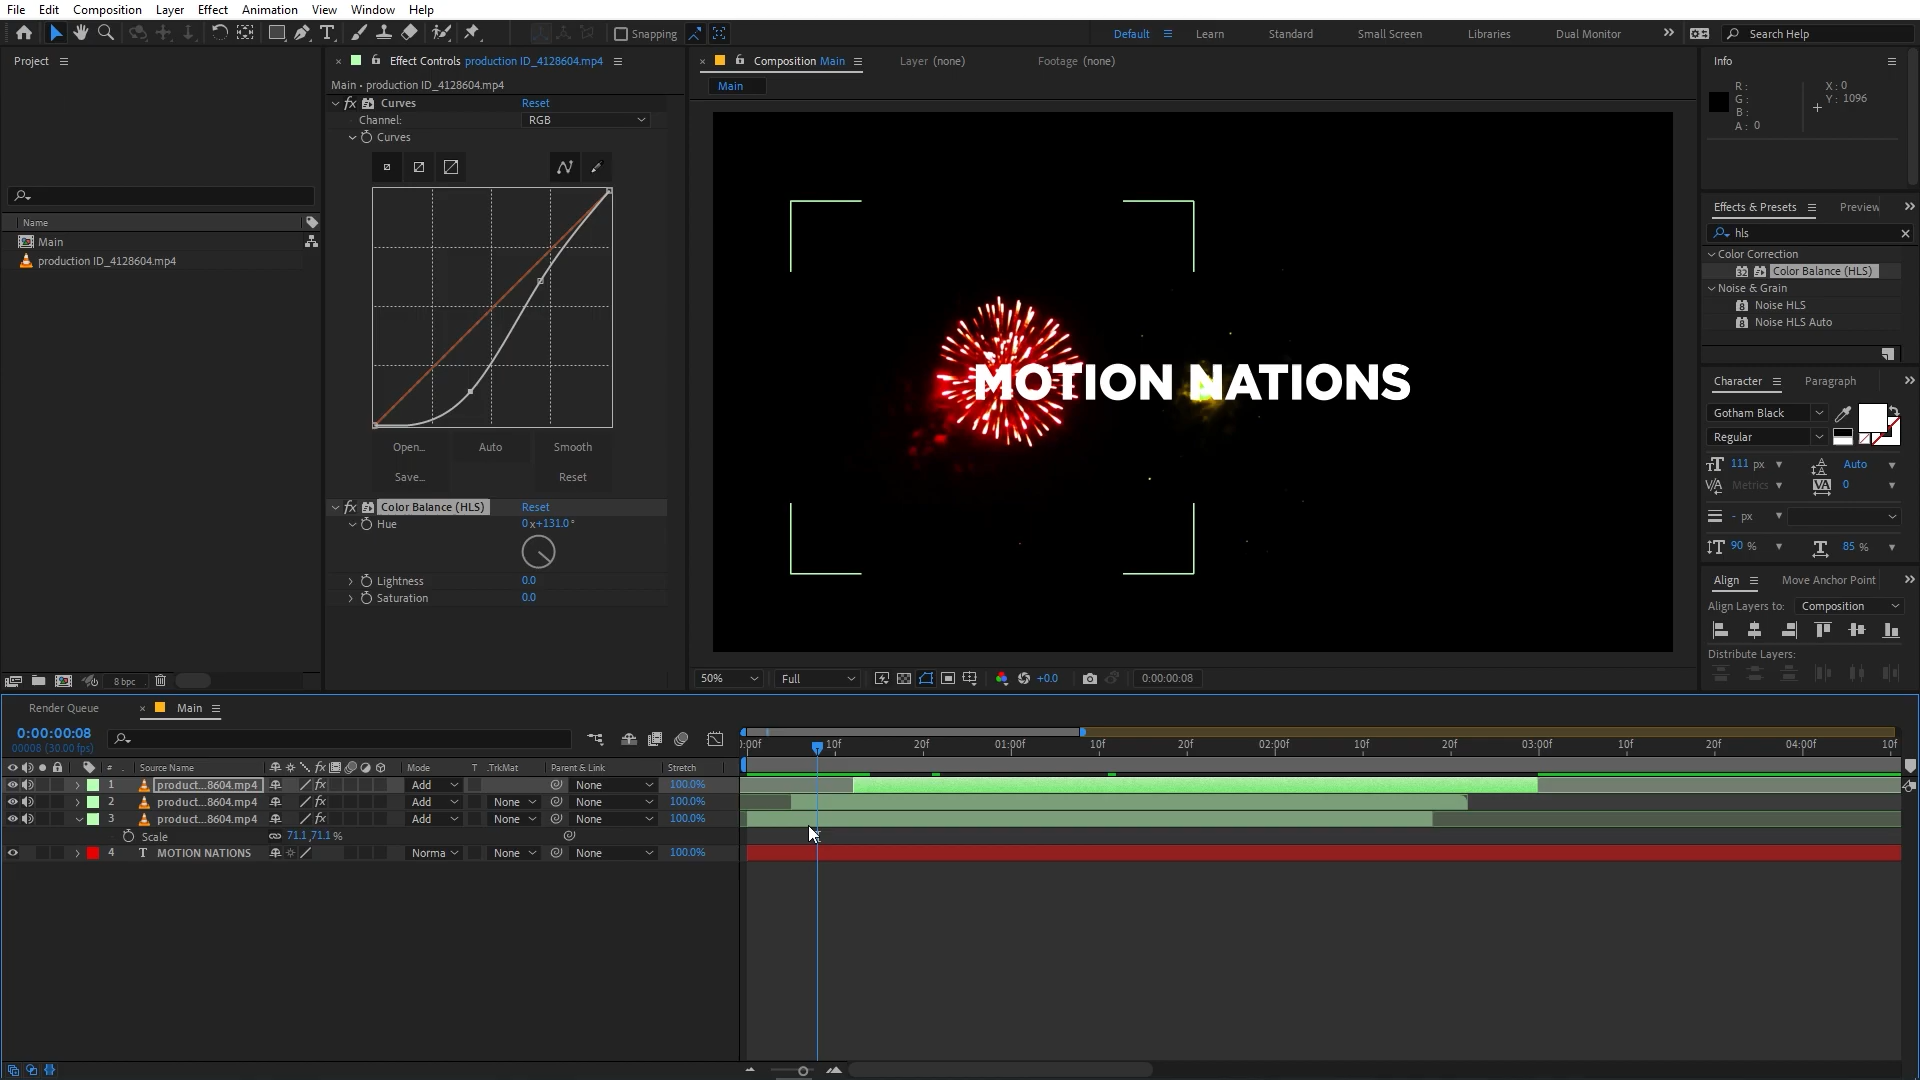 File Edit Composition Layer Effect Animation View Window Help
Snapping
Default Learn Standard Small Screen Libraries Dual Monitor Search Help
Project
Name
Main
production ID_4128604.mp4
8 bpc
Effect Controls production ID_4128604.mp4
Main • production ID_4128604.mp4
fx Curves Reset
Channel: RGB
Curves
Open... Auto Smooth
Save... Reset
fx Color Balance (HLS) Reset
Hue 0x+131.0°
Lightness 0.0
Saturation 0.0
Composition Main Layer (none) Footage (none)
Main
MOTION NATIONS
50% Full +0.0 0:00:00:08
Info
R: X: 0
G: Y: 1096
B:
A: 0
Effects & Presets Preview
hls
Color Correction
Color Balance (HLS)
Noise & Grain
Noise HLS
Noise HLS Auto
Character Paragraph
Gotham Black
Regular
111 px Auto
Metrics 0
- px
90 % 85 %
Align Move Anchor Point
Align Layers to: Composition
Distribute Layers:
Render Queue Main
0:00:00:08
00008 (30.00 fps)
:00f 10f 20f 01:00f 10f 20f 02:00f 10f 20f 03:00f 10f 20f 04:00f 10f
# Source Name fx Mode T .TrkMat Parent & Link Stretch
1 product...8604.mp4 fx Add None 100.0%
2 product...8604.mp4 fx Add None None 100.0%
3 product...8604.mp4 fx Add None None 100.0%
Scale 71.1,71.1 %
4 T MOTION NATIONS Norma None None 100.0%